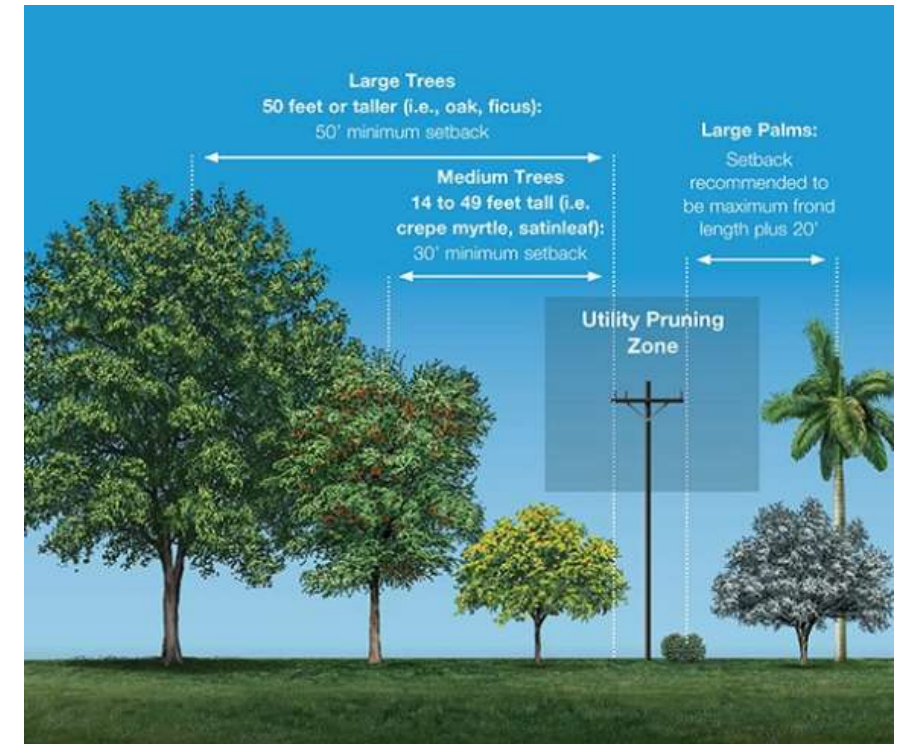 Large Trees
50 feet or taller (i.e., oak, ficus):
50' minimum setback
Medium Trees
14 to 49 feet tall (i.e.
crepe myrtle, satinleaf):
30' minimum setback
Large Palms:
Setback
recommended to
be maximum frond
length plus 20'
Utility Pruning
Zone